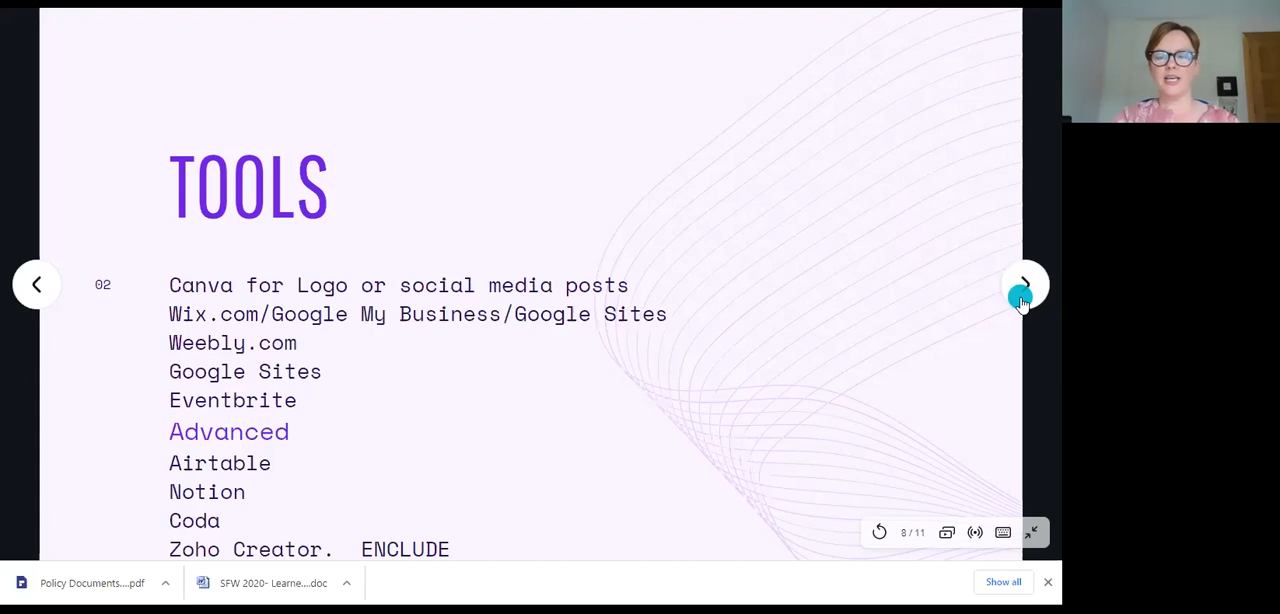 TOOLS
02
Canva for Logo or social media posts
Wix.com/Google My Business/Google Sites
Weebly.com
Google Sites
Eventbrite
Advanced
Airtable
Notion
Coda
Zoho Creator. ENCLUDE
8 / 11
Policy Documents....pdf
SFW 2020- Learne....doc
Show all